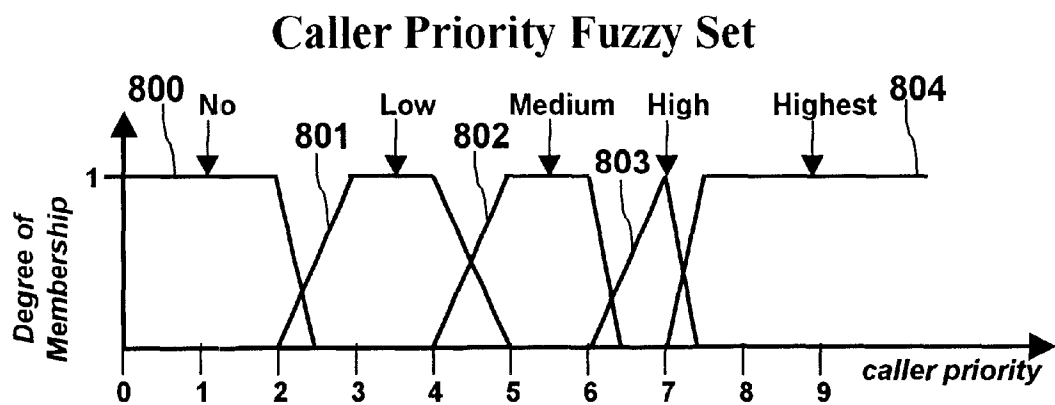 Caller Priority Fuzzy Set
800 No 801 Low 802 Medium 803 High Highest 804
1
Degree of
Membership
0 1 2 3 4 5 6 7 8 9
caller priority